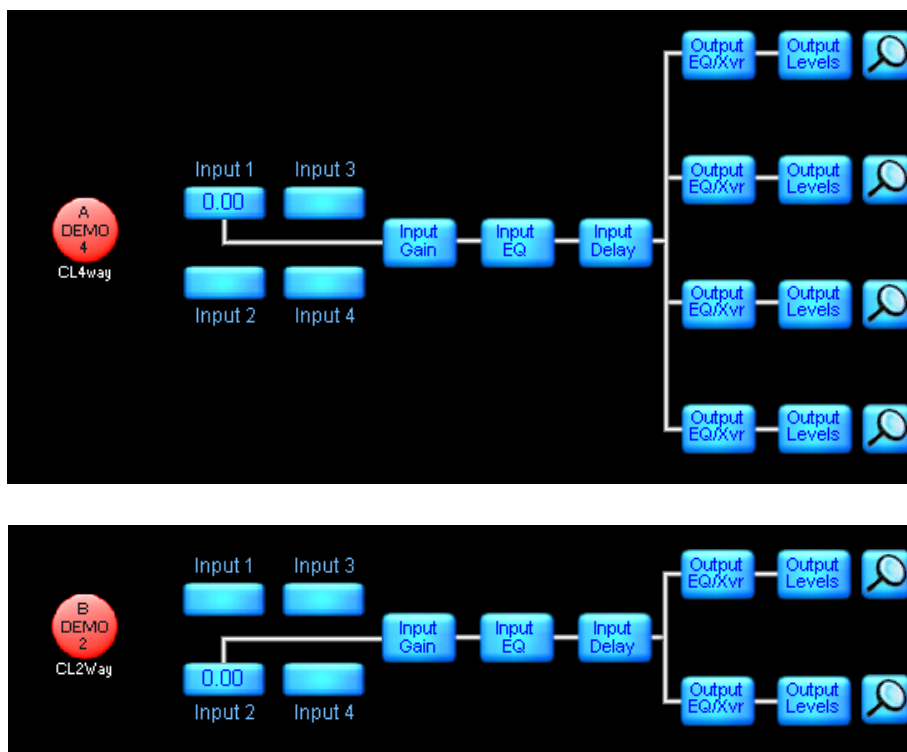 Output
EQ/Xvr
Output
Levels
Input 1
Input 3
0.00
Output
EQ/Xvr
Output
Levels
A
DEMO
4
CL4way
Input
Gain
Input
EQ
Input
Delay
Input 2
Input 4
Output
EQ/Xvr
Output
Levels
Output
EQ/Xvr
Output
Levels
Input 1
Input 3
Output
EQ/Xvr
Output
Levels
B
DEMO
2
CL2Way
Input
Gain
Input
EQ
Input
Delay
0.00
Input 2
Input 4
Output
EQ/Xvr
Output
Levels